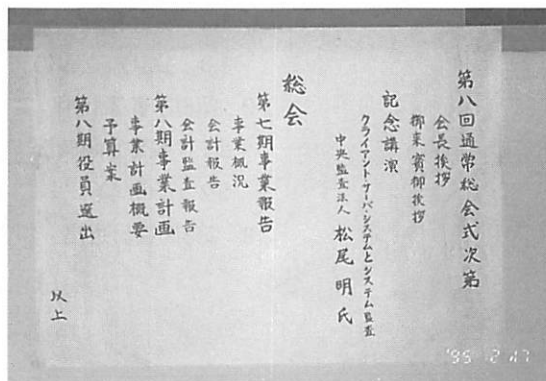 第八回通常総会式次第
会長挨拶
御来賓御挨拶
記念講演
クライアントサーバ・システムとシステム監査
中央監査法人 松尾 明 氏
総会
第七期事業報告
事業概況
会計報告
会計監査報告
第八期事業計画
事業計画概要
予算案
第八期役員選出
以上